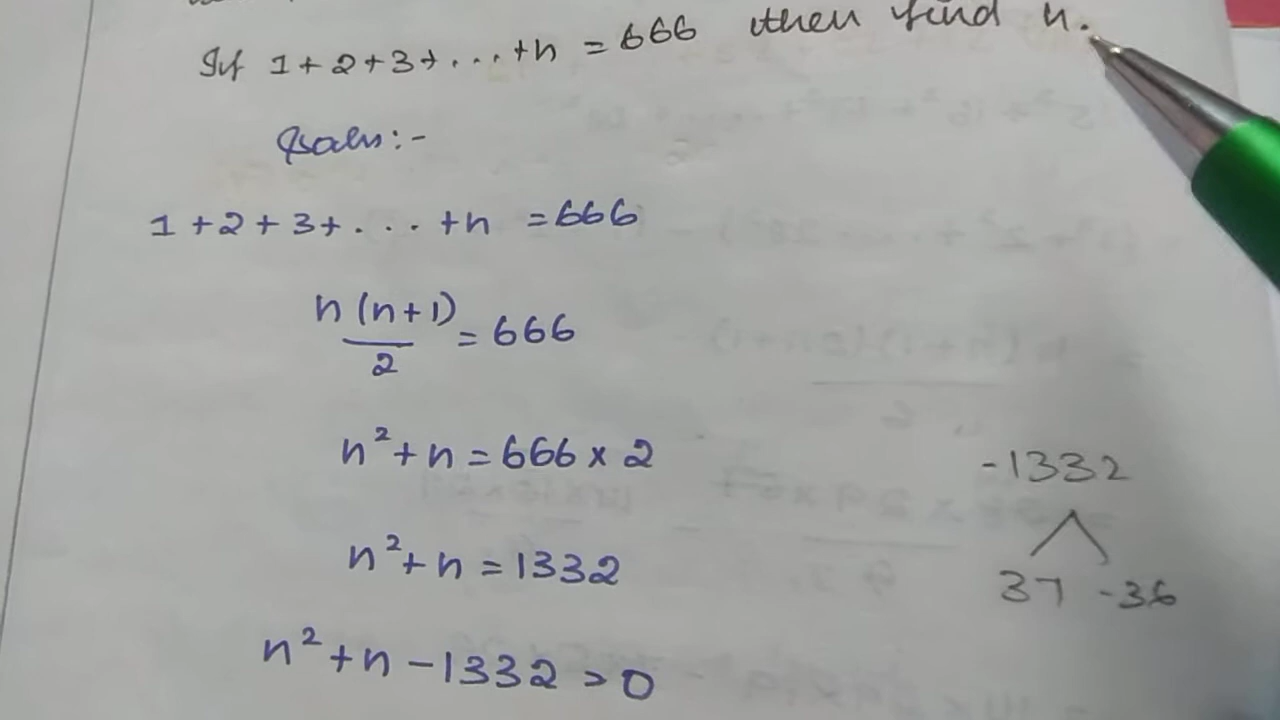 If 1+2+3+...+n = 666 then find n.
Soln:-
1+2+3+...+n = 666
n(n+1)/2 = 666
n²+n = 666 × 2
n²+n = 1332
n²+n-1332 = 0
-1332
37 -36